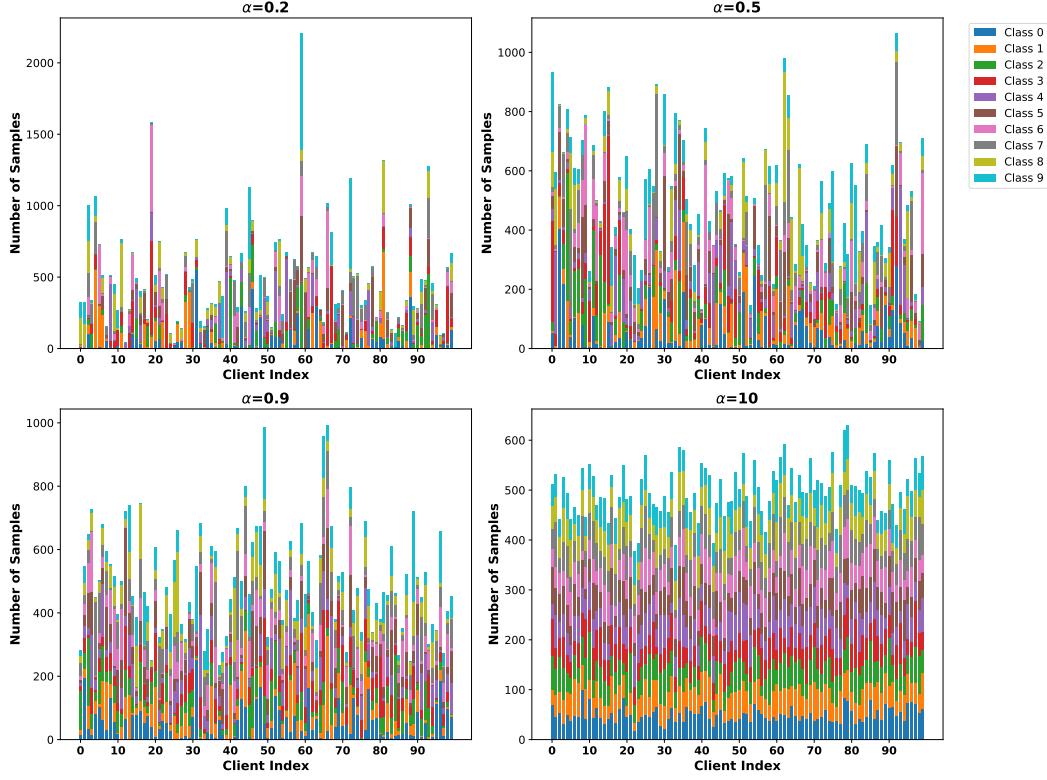 α=0.2
Number of Samples
2000
1500
1000
500
0
0 10 20 30 40 50 60 70 80 90
Client Index
α=0.5
Number of Samples
1000
800
600
400
200
0
0 10 20 30 40 50 60 70 80 90
Client Index
Class 0
Class 1
Class 2
Class 3
Class 4
Class 5
Class 6
Class 7
Class 8
Class 9
α=0.9
Number of Samples
1000
800
600
400
200
0
0 10 20 30 40 50 60 70 80 90
Client Index
α=10
Number of Samples
600
500
400
300
200
100
0
0 10 20 30 40 50 60 70 80 90
Client Index